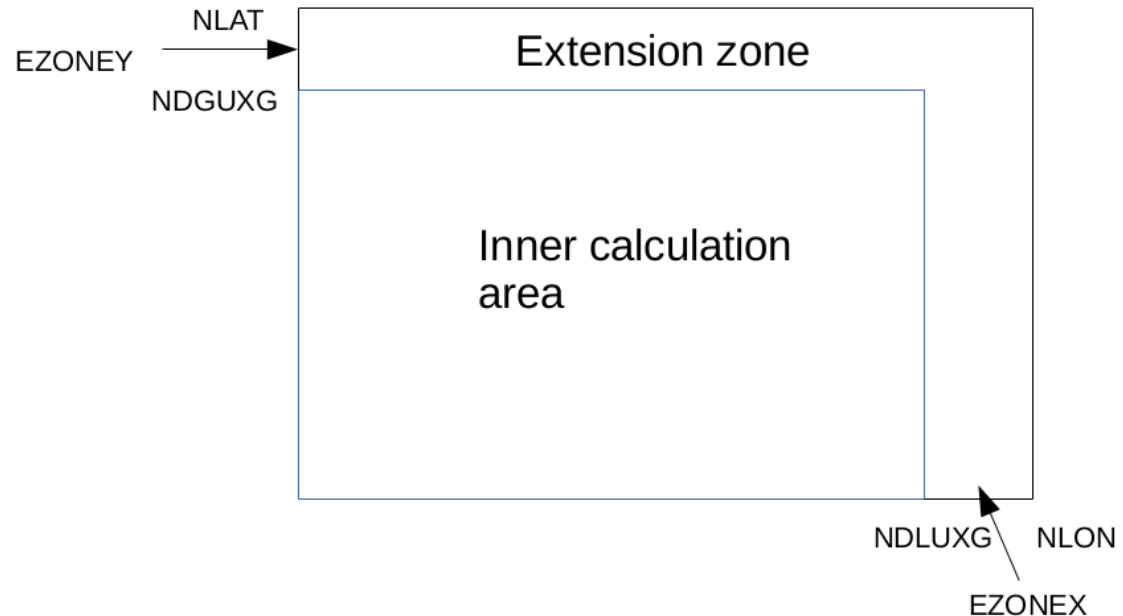 NLAT
Extension zone
EZONEY
NDGUXG
Inner calculation
area
NDLUXG
NLON
EZONEX